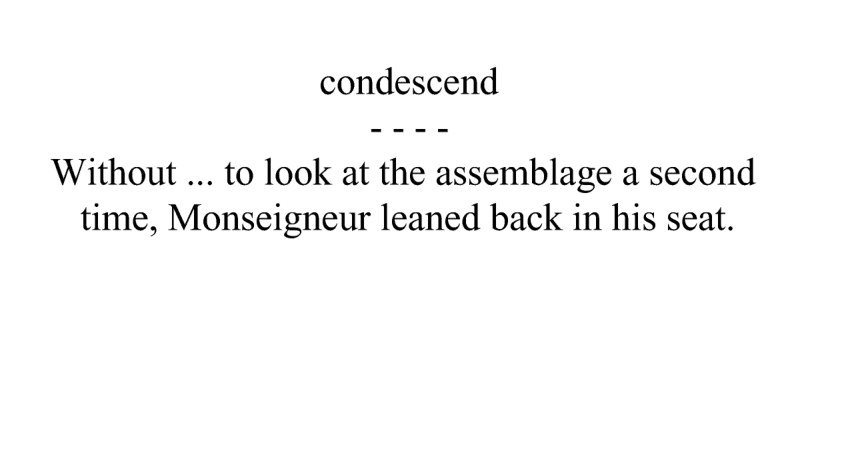 condescend
- - - -
Without ... to look at the assemblage a second
time, Monseigneur leaned back in his seat.